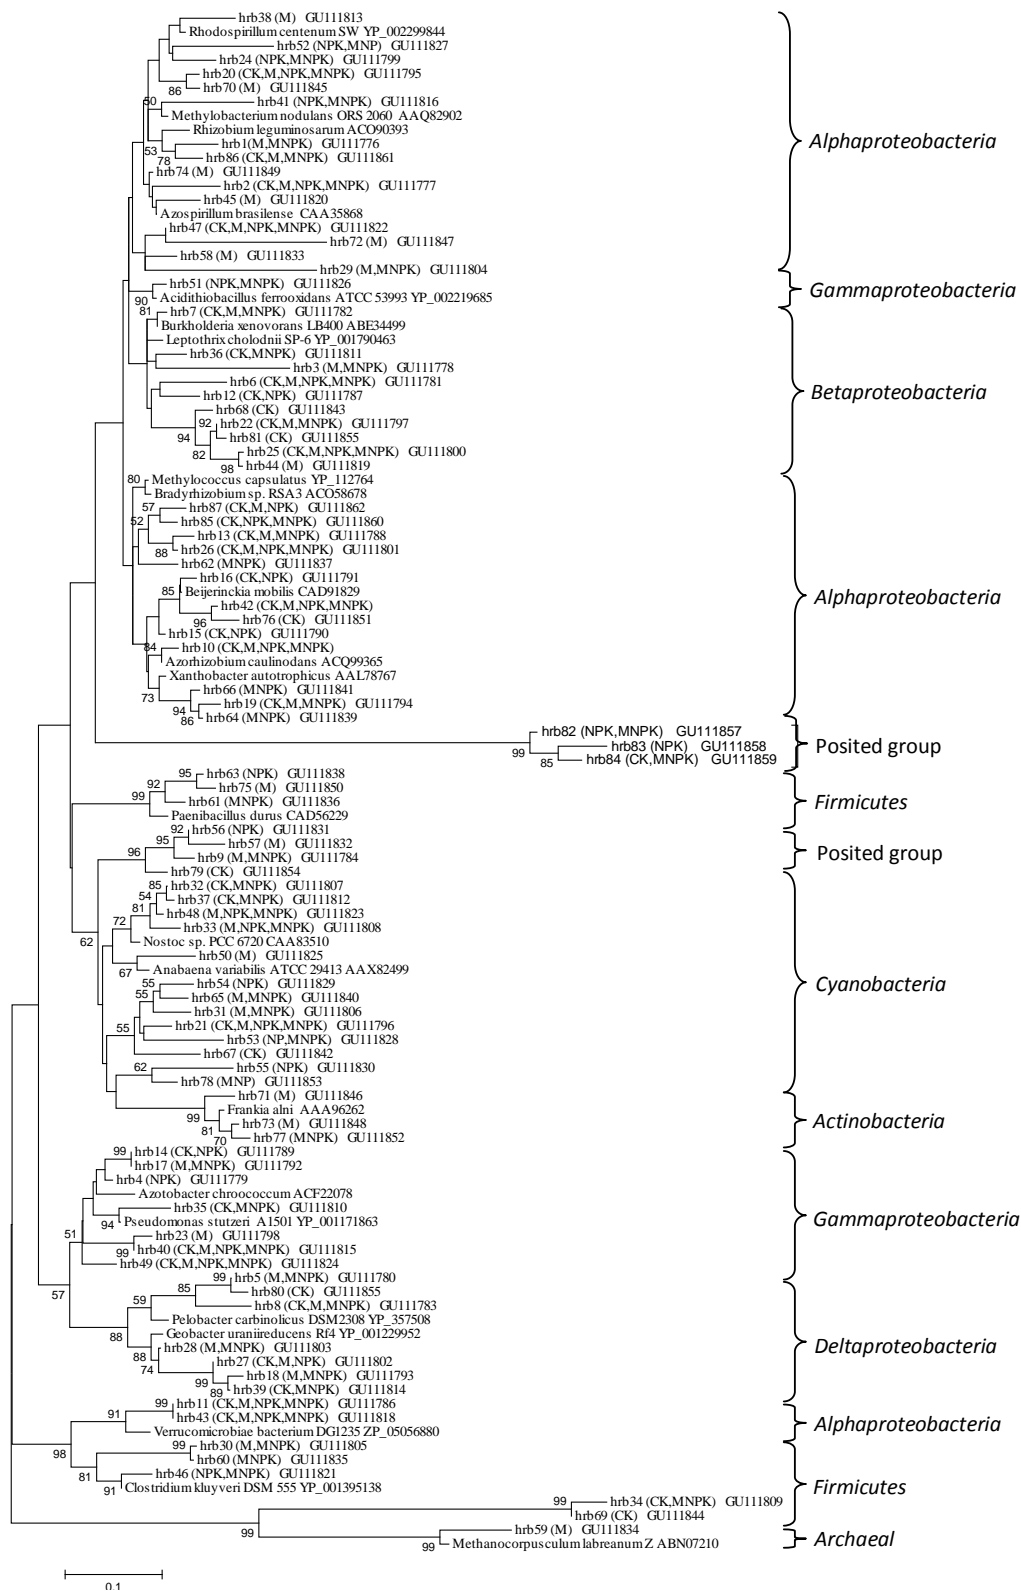 hrb38 (M) GU111813
Rhodospirillum centenum SW YP_002299844
hrb52 (NPK,MNP) GU111827
hrb24 (NPK,MNPK) GU111799
hrb20 (CK,M,NPK,MNPK) GU111795
86
hrb70 (M) GU111845
50
hrb41 (NPK,MNPK) GU111816
Methylobacterium nodulans ORS 2060 AAQ82902
Rhizobium leguminosarum ACO90393
Alphaproteobacteria
53
hrb1(M,MNPK) GU111776
78
hrb86 (CK,M,MNPK) GU111861
hrb74 (M) GU111849
hrb2 (CK,M,NPK,MNPK) GU111777
hrb45 (M) GU111820
Azospirillum brasilense CAA35868
hrb47 (CK,M,NPK,MNPK) GU111822
hrb72 (M) GU111847
hrb58 (M) GU111833
hrb29 (M,MNPK) GU111804
hrb51 (NPK,MNPK) GU111826
Gammaproteobacteria
90
Acidithiobacillus ferrooxidans ATCC 53993 YP_002219685
81
hrb7 (CK,M,MNPK) GU111782
Burkholderia xenovorans LB400 ABE34499
Leptothrix cholodnii SP-6 YP_001790463
hrb36 (CK,MNPK) GU111811
hrb3 (M,MNPK) GU111778
hrb6 (CK,M,NPK,MNPK) GU111781
Betaproteobacteria
hrb12 (CK,NPK) GU111787
hrb68 (CK) GU111843
92
hrb22 (CK,M,MNPK) GU111797
94
hrb81 (CK) GU111855
82
hrb25 (CK,M,NPK,MNPK) GU111800
98
hrb44 (M) GU111819
80
Methylococcus capsulatus YP_112764
Bradyrhizobium sp. RSA3 ACO58678
57
hrb87 (CK,M,NPK) GU111862
52
hrb85 (CK,NPK,MNPK) GU111860
hrb13 (CK,M,MNPK) GU111788
88
hrb26 (CK,M,NPK,MNPK) GU111801
hrb62 (MNPK) GU111837
hrb16 (CK,NPK) GU111791
85
Beijerinckia mobilis CAD91829
Alphaproteobacteria
hrb42 (CK,M,NPK,MNPK)
96
hrb76 (CK) GU111851
hrb15 (CK,NPK) GU111790
84
hrb10 (CK,M,NPK,MNPK)
Azorhizobium caulinodans ACQ99365
Xanthobacter autotrophicus AAL78767
73
hrb66 (MNPK) GU111841
94
hrb19 (CK,M,MNPK) GU111794
86
hrb64 (MNPK) GU111839
hrb82 (NPK,MNPK) GU111857
99
hrb83 (NPK) GU111858
Posited group
85
hrb84 (CK,MNPK) GU111859
95
hrb63 (NPK) GU111838
92
hrb75 (M) GU111850
99
hrb61 (MNPK) GU111836
Firmicutes
Paenibacillus durus CAD56229
92
hrb56 (NPK) GU111831
95
hrb57 (M) GU111832
96
hrb9 (M,MNPK) GU111784
Posited group
hrb79 (CK) GU111854
85
hrb32 (CK,MNPK) GU111807
54
hrb37 (CK,MNPK) GU111812
81
hrb48 (M,NPK,MNPK) GU111823
72
hrb33 (M,NPK,MNPK) GU111808
62
Nostoc sp. PCC 6720 CAA83510
hrb50 (M) GU111825
67
Anabaena variabilis ATCC 29413 AAX82499
55
hrb54 (NPK) GU111829
Cyanobacteria
55
hrb65 (M,MNPK) GU111840
hrb31 (M,MNPK) GU111806
55
hrb21 (CK,M,NPK,MNPK) GU111796
hrb53 (NP,MNPK) GU111828
hrb67 (CK) GU111842
62
hrb55 (NPK) GU111830
hrb78 (MNP) GU111853
hrb71 (M) GU111846
99
Frankia alni AAA96262
Actinobacteria
81
hrb73 (M) GU111848
70
hrb77 (MNPK) GU111852
99
hrb14 (CK,NPK) GU111789
hrb17 (M,MNPK) GU111792
hrb4 (NPK) GU111779
Azotobacter chroococcum ACF22078
hrb35 (CK,MNPK) GU111810
94
Pseudomonas stutzeri A1501 YP_001171863
Gammaproteobacteria
51
hrb23 (M) GU111798
99
hrb40 (CK,M,NPK,MNPK) GU111815
hrb49 (CK,M,NPK,MNPK) GU111824
57
99
hrb5 (M,MNPK) GU111780
85
hrb80 (CK) GU111855
59
hrb8 (CK,M,MNPK) GU111783
Pelobacter carbinolicus DSM2308 YP_357508
88
Geobacter uraniireducens Rf4 YP_001229952
Deltaproteobacteria
88
hrb28 (M,MNPK) GU111803
74
hrb27 (CK,M,NPK) GU111802
99
hrb18 (M,MNPK) GU111793
89
hrb39 (CK,MNPK) GU111814
99
hrb11 (CK,M,NPK,MNPK) GU111786
91
hrb43 (CK,M,NPK,MNPK) GU111818
Alphaproteobacteria
Verrucomicrobiae bacterium DG1235 ZP_05056880
98
99
hrb30 (M,MNPK) GU111805
hrb60 (MNPK) GU111835
81
hrb46 (NPK,MNPK) GU111821
91
Clostridium kluyveri DSM 555 YP_001395138
Firmicutes
99
hrb34 (CK,MNPK) GU111809
hrb69 (CK) GU111844
99
hrb59 (M) GU111834
99
Methanocorpusculum labreanum Z ABN07210
Archaeal
0.1